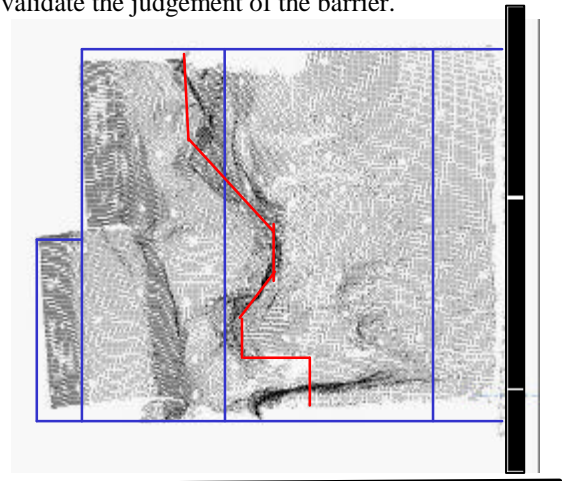 validate the judgement of the barrier.